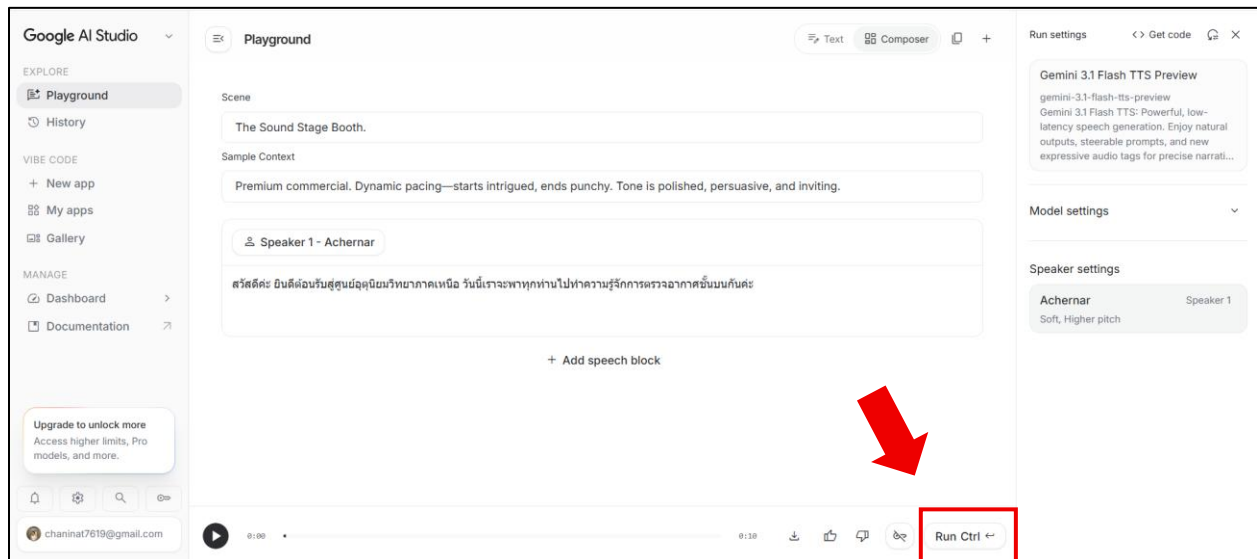 Google AI Studio
EXPLORE
Playground
History
VIBE CODE
New app
My apps
Gallery
MANAGE
Dashboard
Documentation
Upgrade to unlock more
Access higher limits, Pro
models, and more.
chaninat7619@gmail.com
Playground
Text
Composer
Scene
The Sound Stage Booth.
Sample Context
Premium commercial. Dynamic pacing—starts intrigued, ends punchy. Tone is polished, persuasive, and inviting.
Speaker 1 - Achernar
สวัสดีค่ะ ยินดีต้อนรับสู่ศูนย์อุตุนิยมวิทยาภาคเหนือ วันนี้เราจะพาทุกท่านไปทำความรู้จักการตรวจอากาศชั้นบนกันค่ะ
+ Add speech block
0:00
0:10
Run Ctrl ↵
Run settings
<> Get code
Gemini 3.1 Flash TTS Preview
gemini-3.1-flash-tts-preview
Gemini 3.1 Flash TTS: Powerful, low-
latency speech generation. Enjoy natural
outputs, steerable prompts, and new
expressive audio tags for precise narrati...
Model settings
Speaker settings
Achernar Speaker 1
Soft, Higher pitch